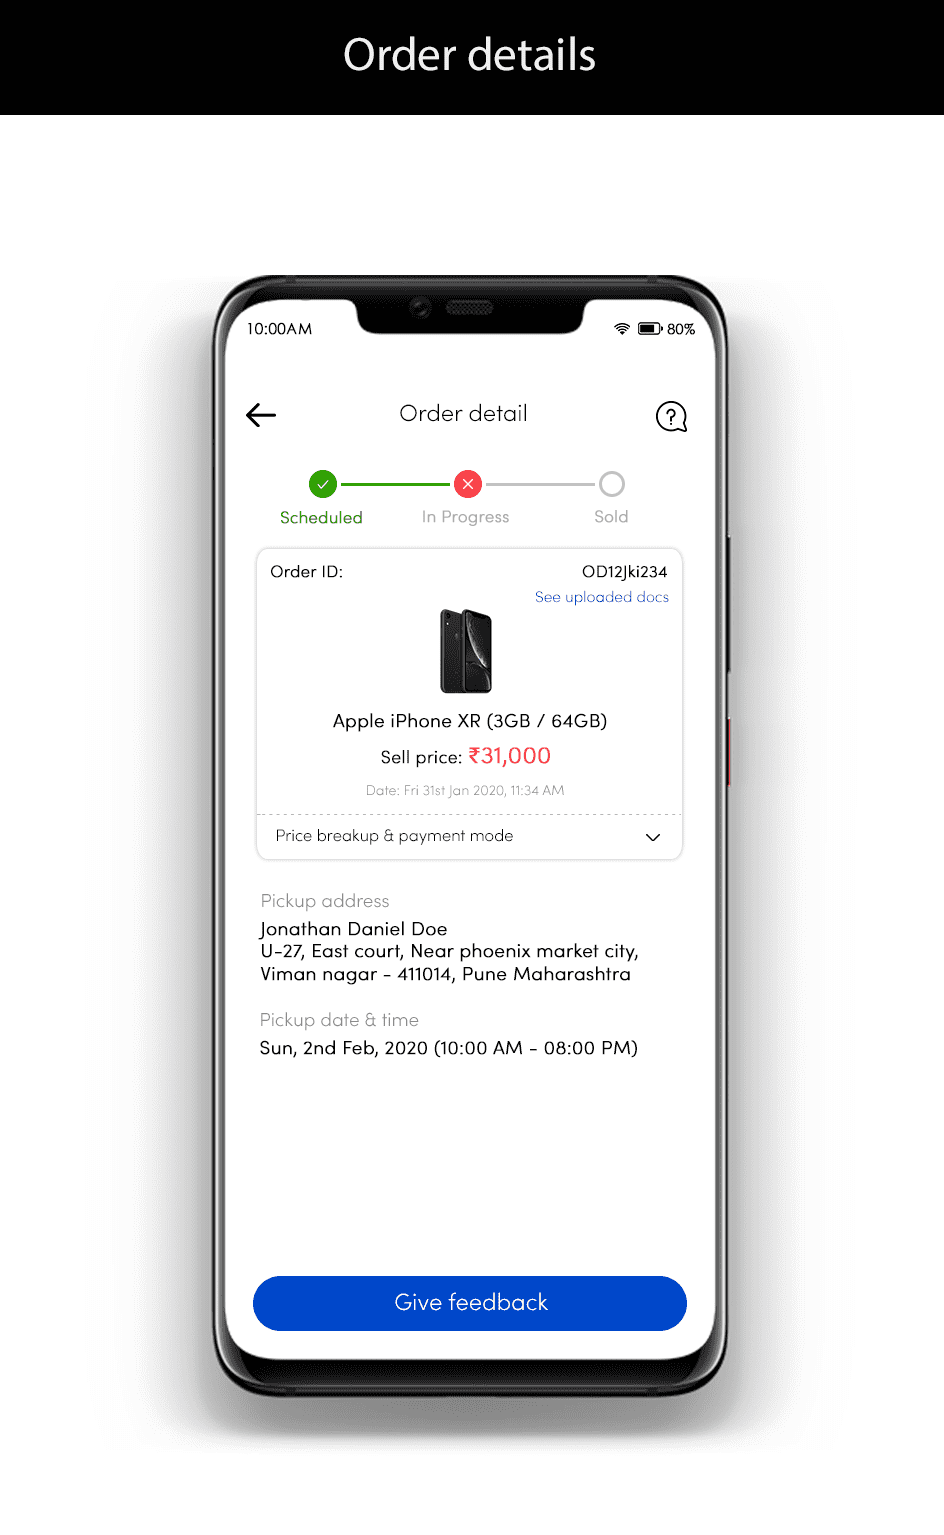 Order details
10:00AM
80%
Order detail
?
Scheduled
In Progress
Sold
Order ID:
OD12Jki234
See uploaded docs
Apple iPhone XR (3GB / 64GB)
Sell price: ₹31,000
Date: Fri 31st Jan 2020, 11:34 AM
Price breakup & payment mode
Pickup address
Jonathan Daniel Doe
U-27, East court, Near phoenix market city,
Viman nagar - 411014, Pune Maharashtra
Pickup date & time
Sun, 2nd Feb, 2020 (10:00 AM - 08:00 PM)
Give feedback